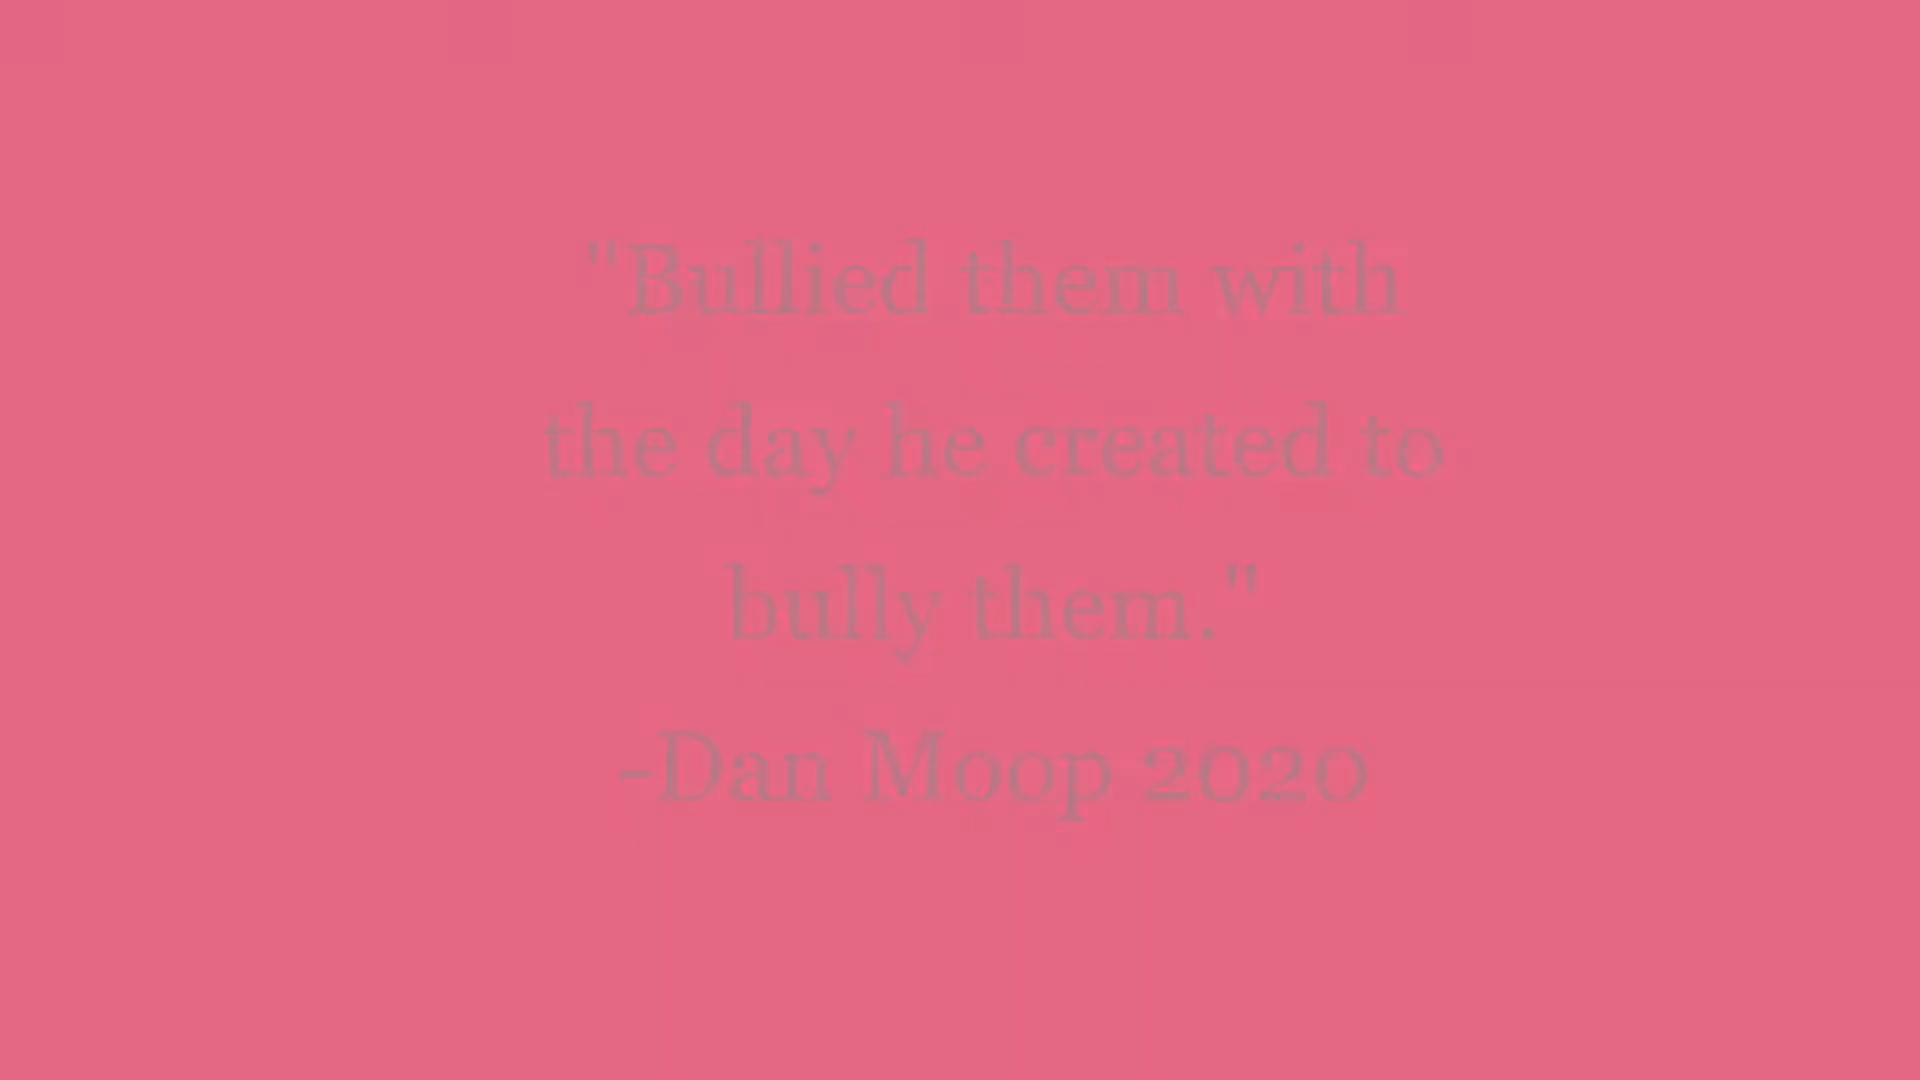 "Bullied them with
the day he created to
bully them."
-Dan Moop 2020